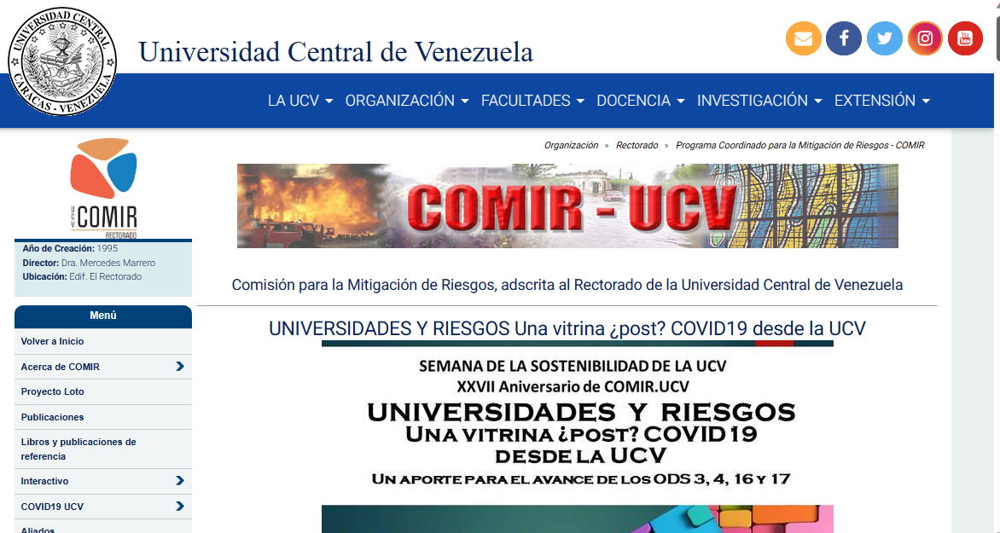 UNIVERSIDAD CENTRAL
CARACAS - VENEZUELA
Universidad Central de Venezuela
You
Tube
LA UCV ORGANIZACIÓN FACULTADES DOCENCIA INVESTIGACIÓN EXTENSIÓN
Organización » Rectorado » Programa Coordinado para la Mitigación de Riesgos - COMIR
UCV
COMIR
RECTORADO
Año de Creación: 1995
Director: Dra. Mercedes Marrero
Ubicación: Edif. El Rectorado
Menú
Volver a Inicio
Acerca de COMIR
Proyecto Loto
Publicaciones
Libros y publicaciones de
referencia
Interactivo
COVID19 UCV
Aliados
COMIR - UCV
Comisión para la Mitigación de Riesgos, adscrita al Rectorado de la Universidad Central de Venezuela
UNIVERSIDADES Y RIESGOS Una vitrina ¿post? COVID19 desde la UCV
SEMANA DE LA SOSTENIBILIDAD DE LA UCV
XXVII Aniversario de COMIR.UCV
UNIVERSIDADES Y RIESGOS
UNA VITRINA ¿POST? COVID19
DESDE LA UCV
UN APORTE PARA EL AVANCE DE LOS ODS 3, 4, 16 Y 17